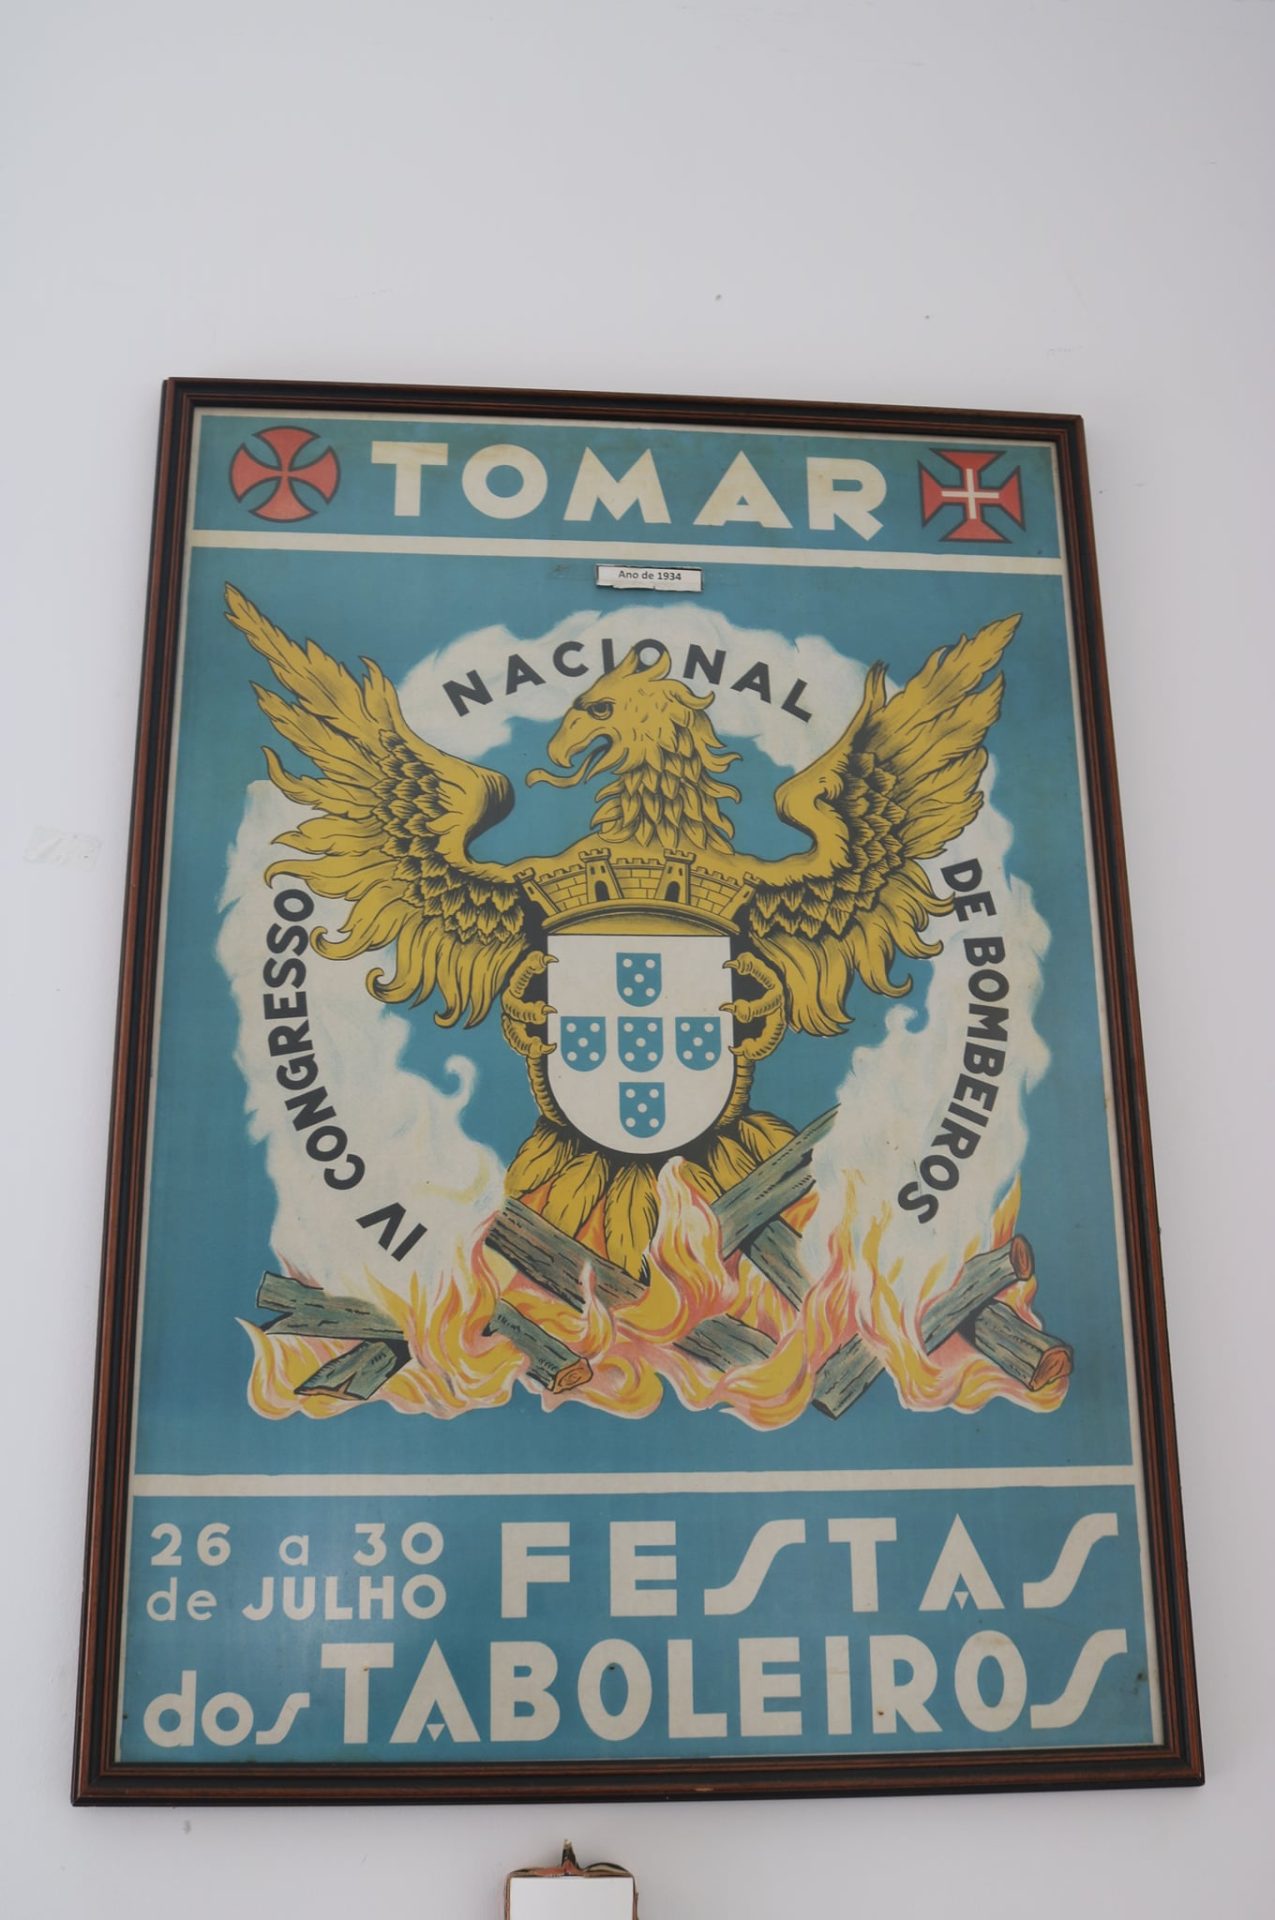 TOMAR
Ano de 1934
IV CONGRESSO NACIONAL DE BOMBEIROS
26 a 30
de JULHO
FESTAS
dos TABOLEIROS